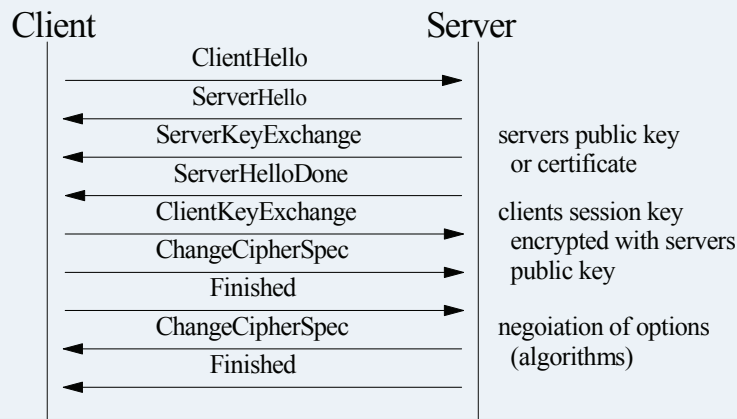 Client Server
ClientHello
ServerHello
ServerKeyExchange servers public key
or certificate
ServerHelloDone
ClientKeyExchange clients session key
encrypted with servers
ChangeCipherSpec public key
Finished
ChangeCipherSpec negoiation of options
(algorithms)
Finished